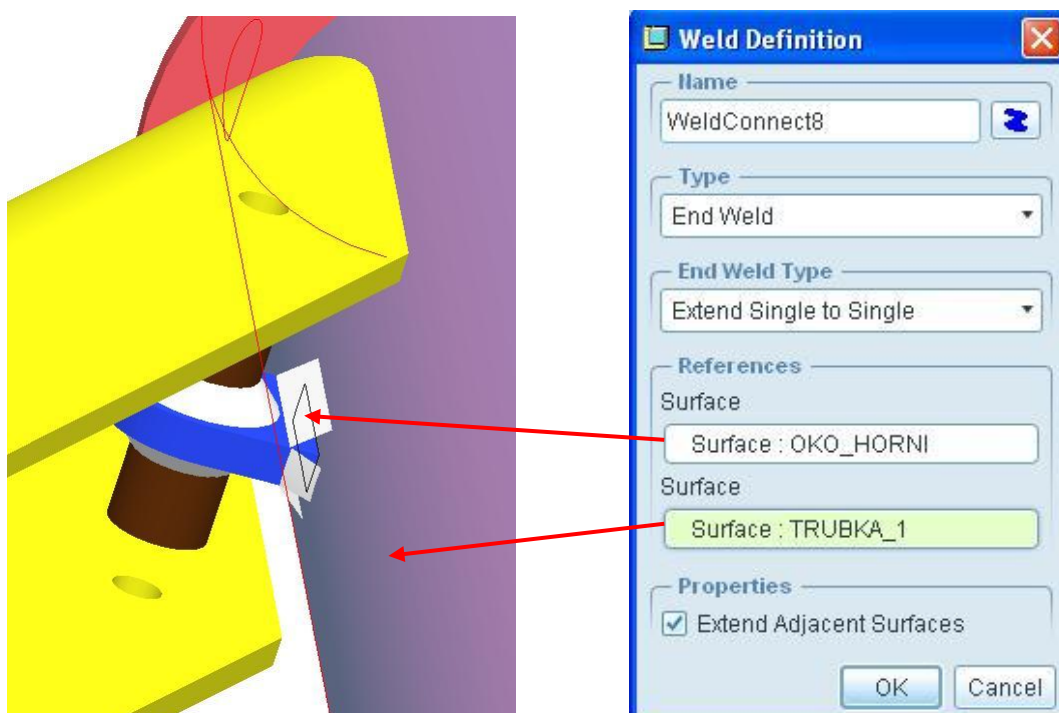 Weld Definition
Name
WeldConnect8
Type
End Weld
End Weld Type
Extend Single to Single
References
Surface
Surface : OKO_HORNI
Surface
Surface : TRUBKA_1
Properties
Extend Adjacent Surfaces
OK
Cancel